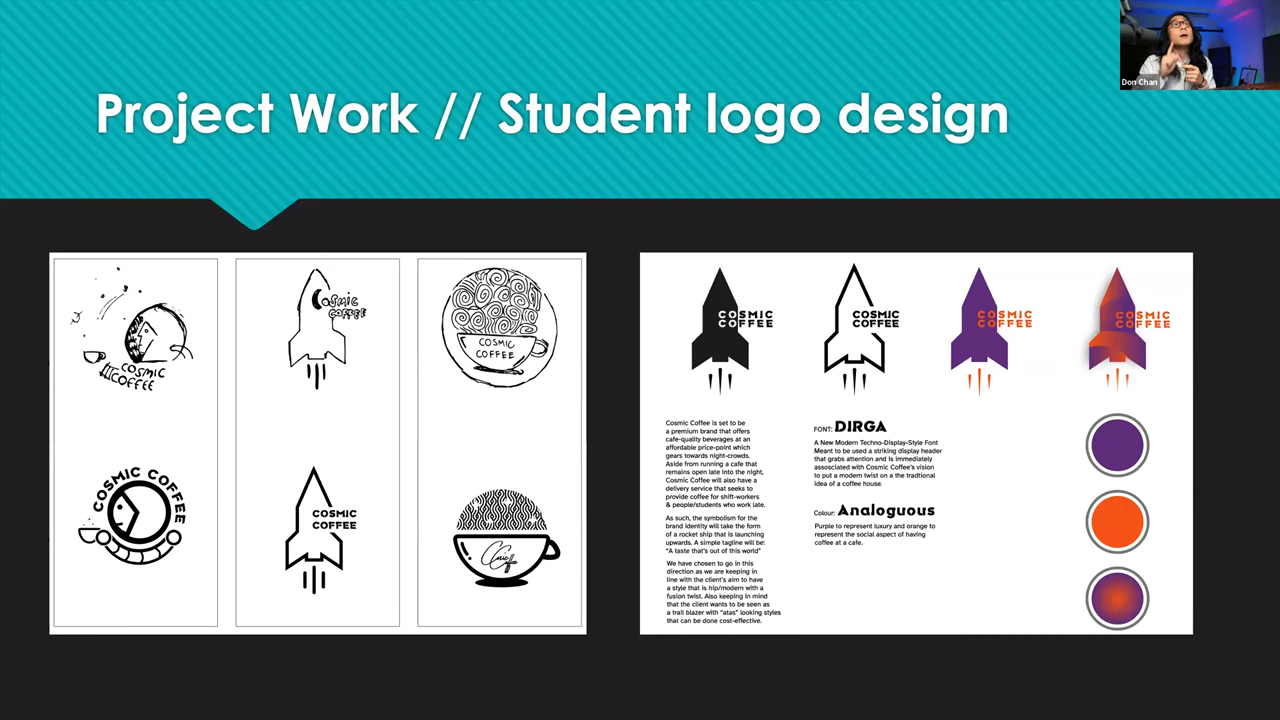 Project Work // Student logo design
Don Chan
COSMIC
COFFEE
COSMIC
COFFEE
COSMIC
COFFEE
COSMIC COFFEE
COSMIC
COFFEE
Cosmic
Coffee
COSMIC
COFFEE
COSMIC
COFFEE
COSMIC
COFFEE
COSMIC
COFFEE
Cosmic Coffee is set to be
a premium brand that offers
cafe-quality beverages at an
affordable price-point which
gears towards night-crowds.
Aside from running a cafe that
remains open late into the night,
Cosmic Coffee will also have a
delivery service that seeks to
provide coffee for shift-workers
& people/students who work late.
As such, the symbolism for the
brand identity will take the form
of a rocket ship that is launching
upwards. A simple tagline will be:
"A taste that's out of this world"
We have chosen to go in this
direction as we are keeping in
line with the client's aim to have
a style that is hip/modern with a
fusion twist. Also keeping in mind
that the client wants to be seen as
a trail blazer with "atas" looking styles
that can be done cost-effective.
FONT: DIRGA
A New Modern Techno-Display-Style Font
Meant to be used a striking display header
that grabs attention and is immediately
asssociated with Cosmic Coffee's vision
to put a modern twist on a the tradtional
idea of a coffee house.
Colour: Analoguous
Purple to represent luxury and orange to
represent the social aspect of having
coffee at a cafe.